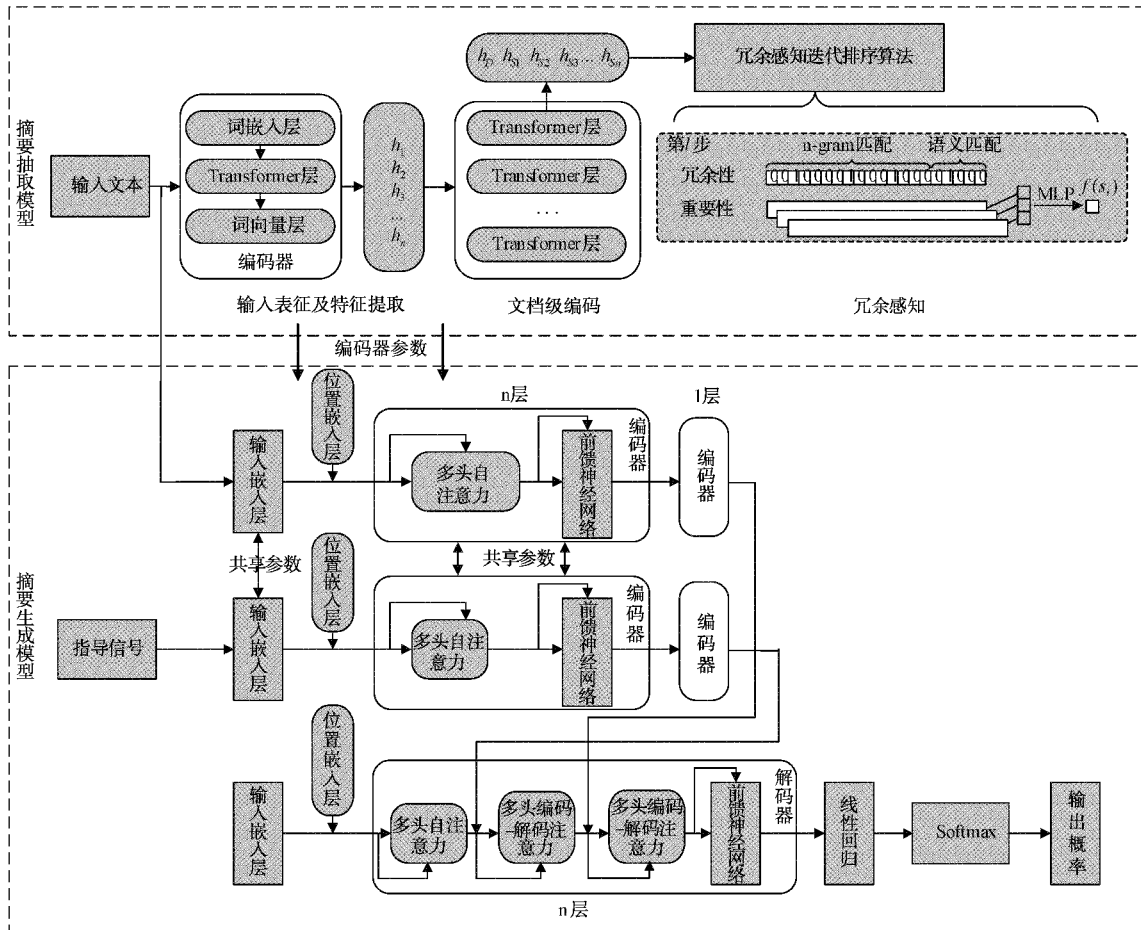 摘要抽取模型
输入文本
词嵌入层
Transformer层
词向量层
编码器
h_1
h_2
h_3
...
h_n
输入表征及特征提取
h_D h_S1 h_S2 h_S3 ... h_Sn
Transformer层
Transformer层
...
Transformer层
文档级编码
冗余感知迭代排序算法
第l步
n-gram匹配
语义匹配
冗余性
重要性
MLP
f(s_i)
冗余感知
编码器参数
摘要生成模型
位置嵌入层
输入嵌入层
n层
多头自
注意力
前馈神经网络
编码器
1层
编码器
共享参数
共享参数
指导信号
位置嵌入层
输入嵌入层
多头自注
意力
前馈神经网络
编码器
编码器
位置嵌入层
输入嵌入层
多头自注
意力
多头编码
-解码注
意力
多头编码
-解码注
意力
前馈神经网络
解码器
n层
线性回归
Softmax
输出概率